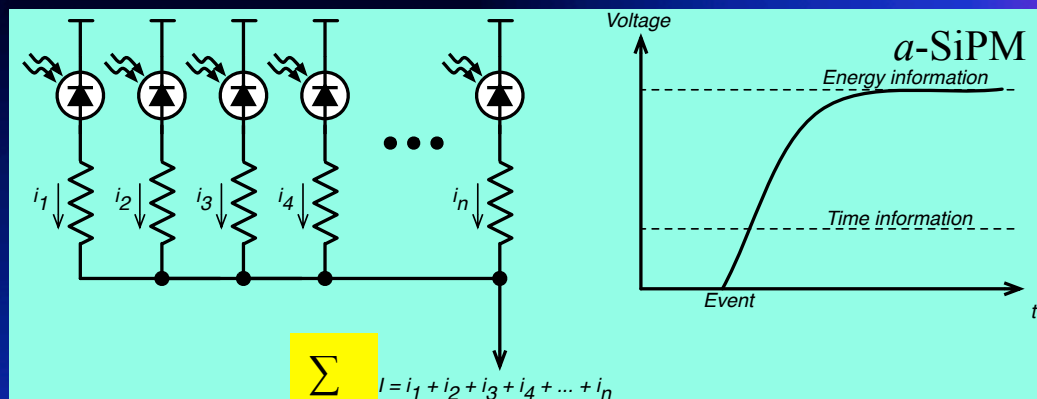 Voltage
a-SiPM
Energy information
i1
i2
i3
i4
in
Time information
Event
t
∑
I = i1 + i2 + i3 + i4 + ... + in